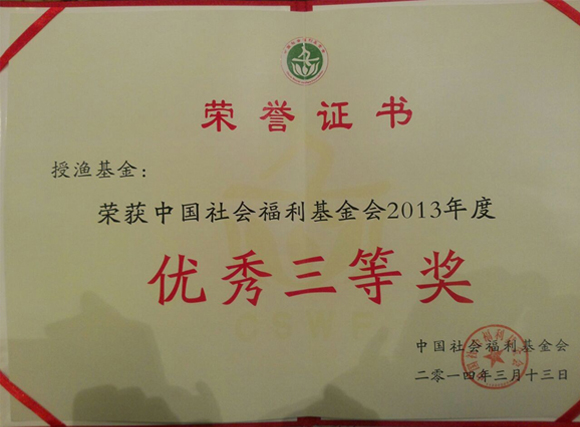 荣誉证书
授渔基金：
荣获中国社会福利基金会2013年度
优秀三等奖
CSWF
中国社会福利基金会
二零一四年三月十三日